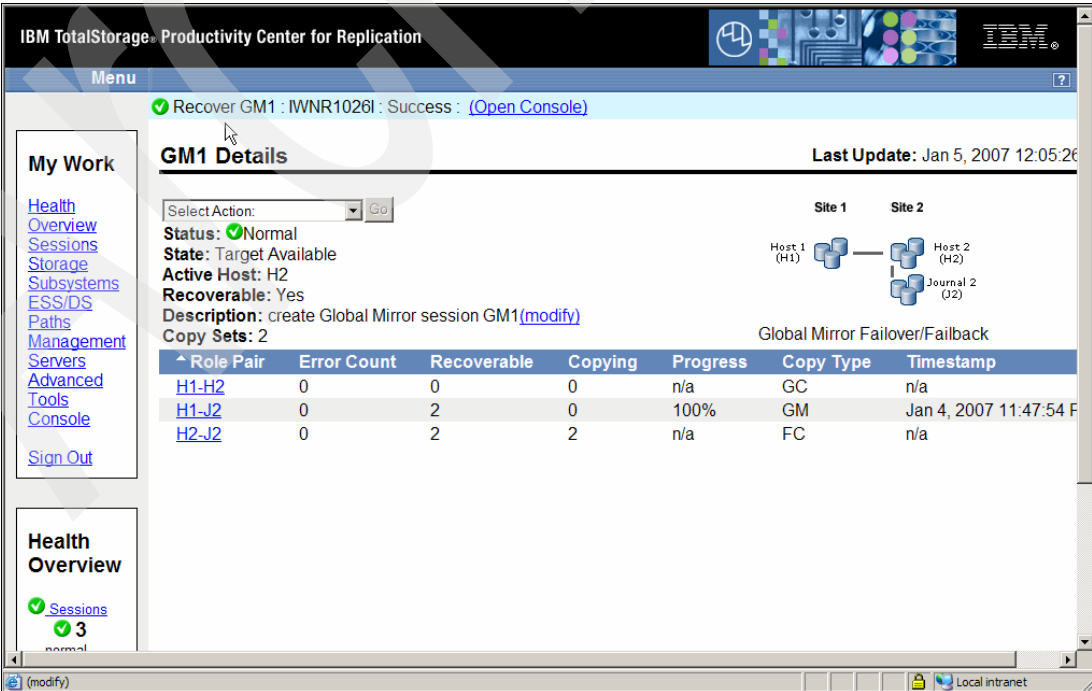 IBM TotalStorage® Productivity Center for Replication
IBM®
Menu
?
Recover GM1 : IWNR1026I : Success : (Open Console)
My Work
Health Overview
Sessions
Storage Subsystems
ESS/DS Paths
Management Servers
Advanced Tools
Console
Sign Out
Health Overview
Sessions
3
normal
GM1 Details
Last Update: Jan 5, 2007 12:05:26
Select Action:
Go
Status: Normal
State: Target Available
Active Host: H2
Recoverable: Yes
Description: create Global Mirror session GM1(modify)
Copy Sets: 2
Site 1 Site 2
Host 1 (H1)
Host 2 (H2)
Journal 2 (J2)
Global Mirror Failover/Failback
Role Pair Error Count Recoverable Copying Progress Copy Type Timestamp
H1-H2 0 0 0 n/a GC n/a
H1-J2 0 2 0 100% GM Jan 4, 2007 11:47:54
H2-J2 0 2 2 n/a FC n/a
(modify)
Local intranet